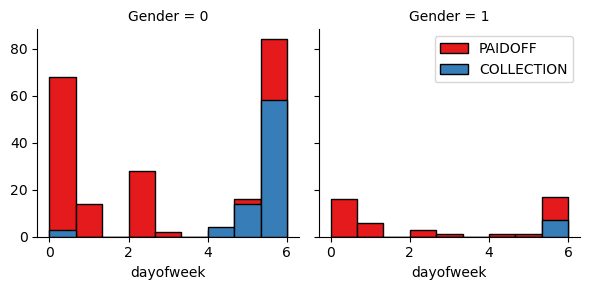 Gender = 0
Gender = 1
80
60
40
20
0
PAIDOFF
COLLECTION
0 2 4 6
0 2 4 6
dayofweek
dayofweek